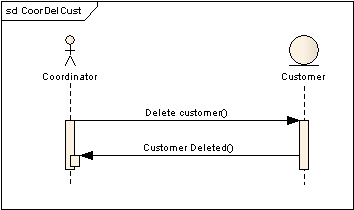 sd CoorDelCust
Coordinator
Customer
Delete customer()
Customer Deleted()